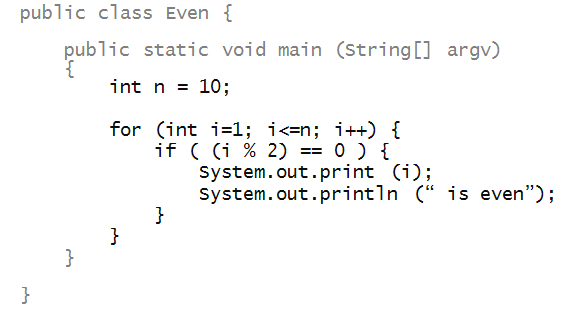 public class Even {
public static void main (String[] argv)
{
int n = 10;
for (int i=1; i<=n; i++) {
if ( (i % 2) == 0 ) {
System.out.print (i);
System.out.println (“ is even”);
}
}
}
}